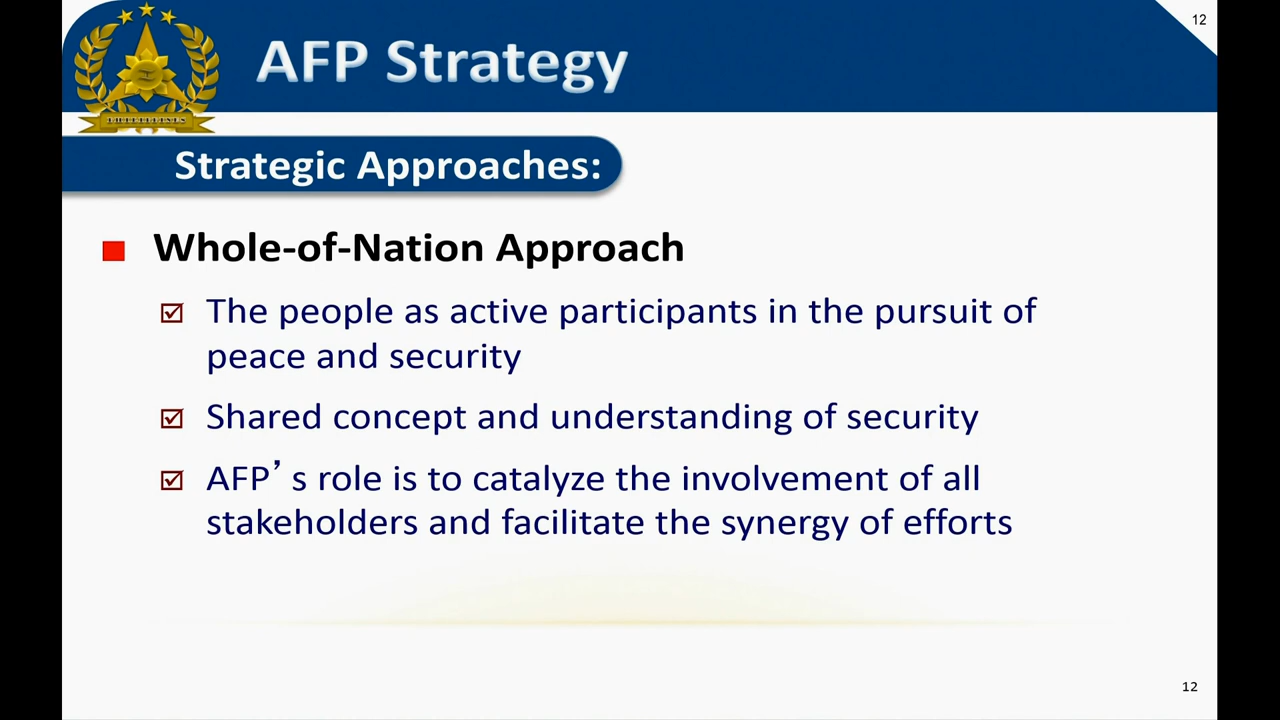 12
AFP Strategy
PHILIPPINES
Strategic Approaches:
Whole-of-Nation Approach
The people as active participants in the pursuit of
peace and security
Shared concept and understanding of security
AFP’s role is to catalyze the involvement of all
stakeholders and facilitate the synergy of efforts
12